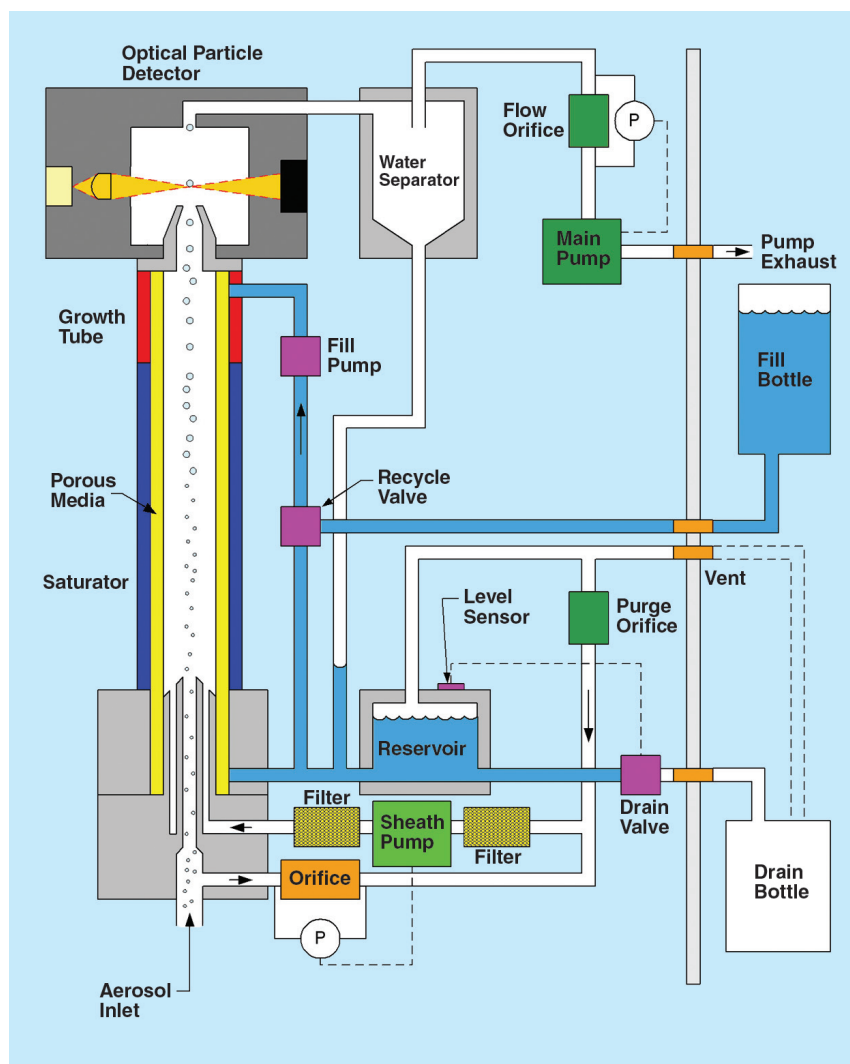 Optical Particle
Detector
Flow
Orifice
P
Water
Separator
Main
Pump
Pump
Exhaust
Growth
Tube
Fill
Pump
Fill
Bottle
Porous
Media
Recycle
Valve
Saturator
Vent
Level
Sensor
Purge
Orifice
Reservoir
Filter
Sheath
Pump
Filter
Drain
Valve
Orifice
Drain
Bottle
P
Aerosol
Inlet